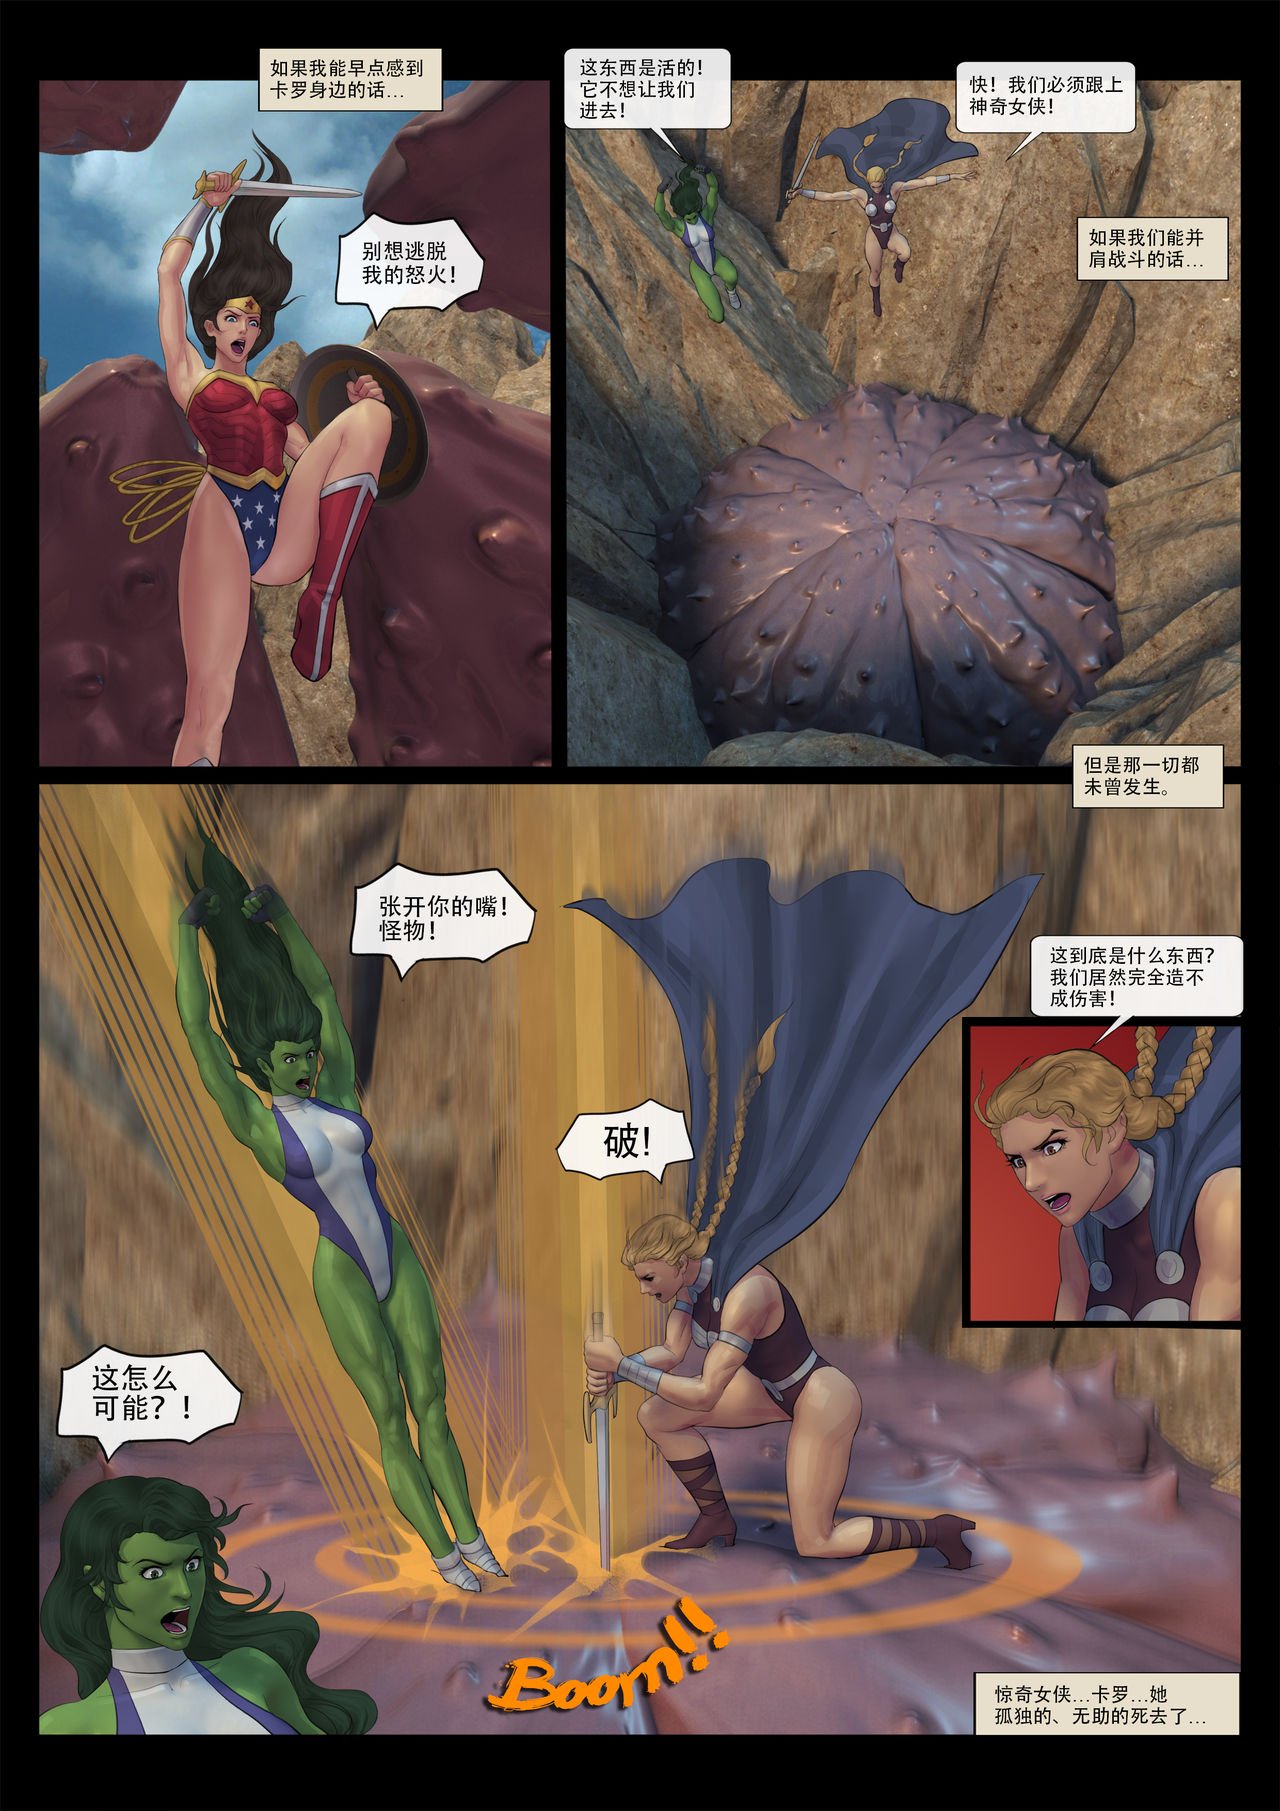 如果我能早点感到
卡罗身边的话...
别想逃脱
我的怒火！
这东西是活的！
它不想让我们
进去！
快！我们必须跟上
神奇女侠！
如果我们能并
肩战斗的话...
但是那一切都
未曾发生。
张开你的嘴！
怪物！
破！
这到底是什么东西？
我们居然完全造不
成伤害！
这怎么
可能？！
Boom!!
惊奇女侠...卡罗...她
孤独的、无助的死去了...